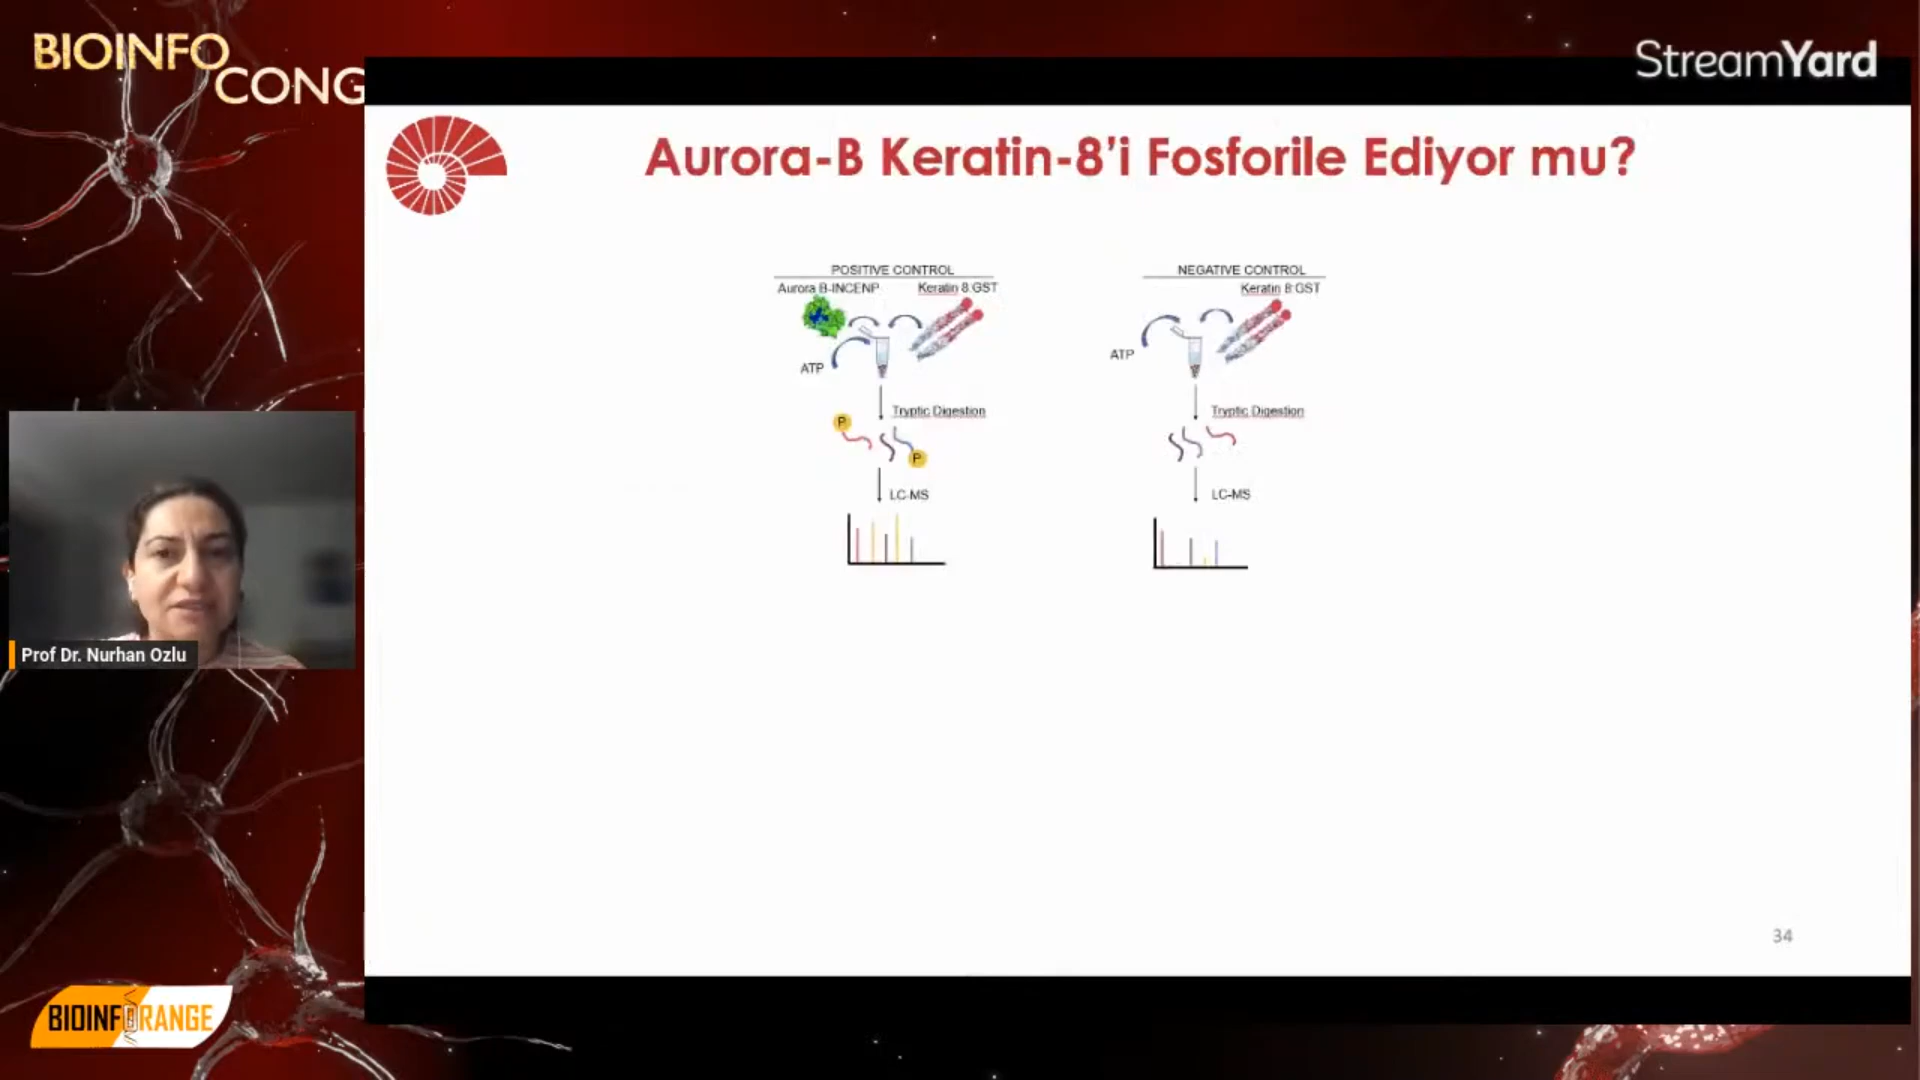 BIOINFO
CONG
StreamYard
Aurora-B Keratin-8’i Fosforile Ediyor mu?
POSITIVE CONTROL
Aurora B-INCENP
Keratin 8 GST
ATP
Tryptic Digestion
P
P
LC-MS
NEGATIVE CONTROL
Keratin 8 GST
ATP
Tryptic Digestion
LC-MS
Prof Dr. Nurhan Ozlu
34
BIOINFORANGE